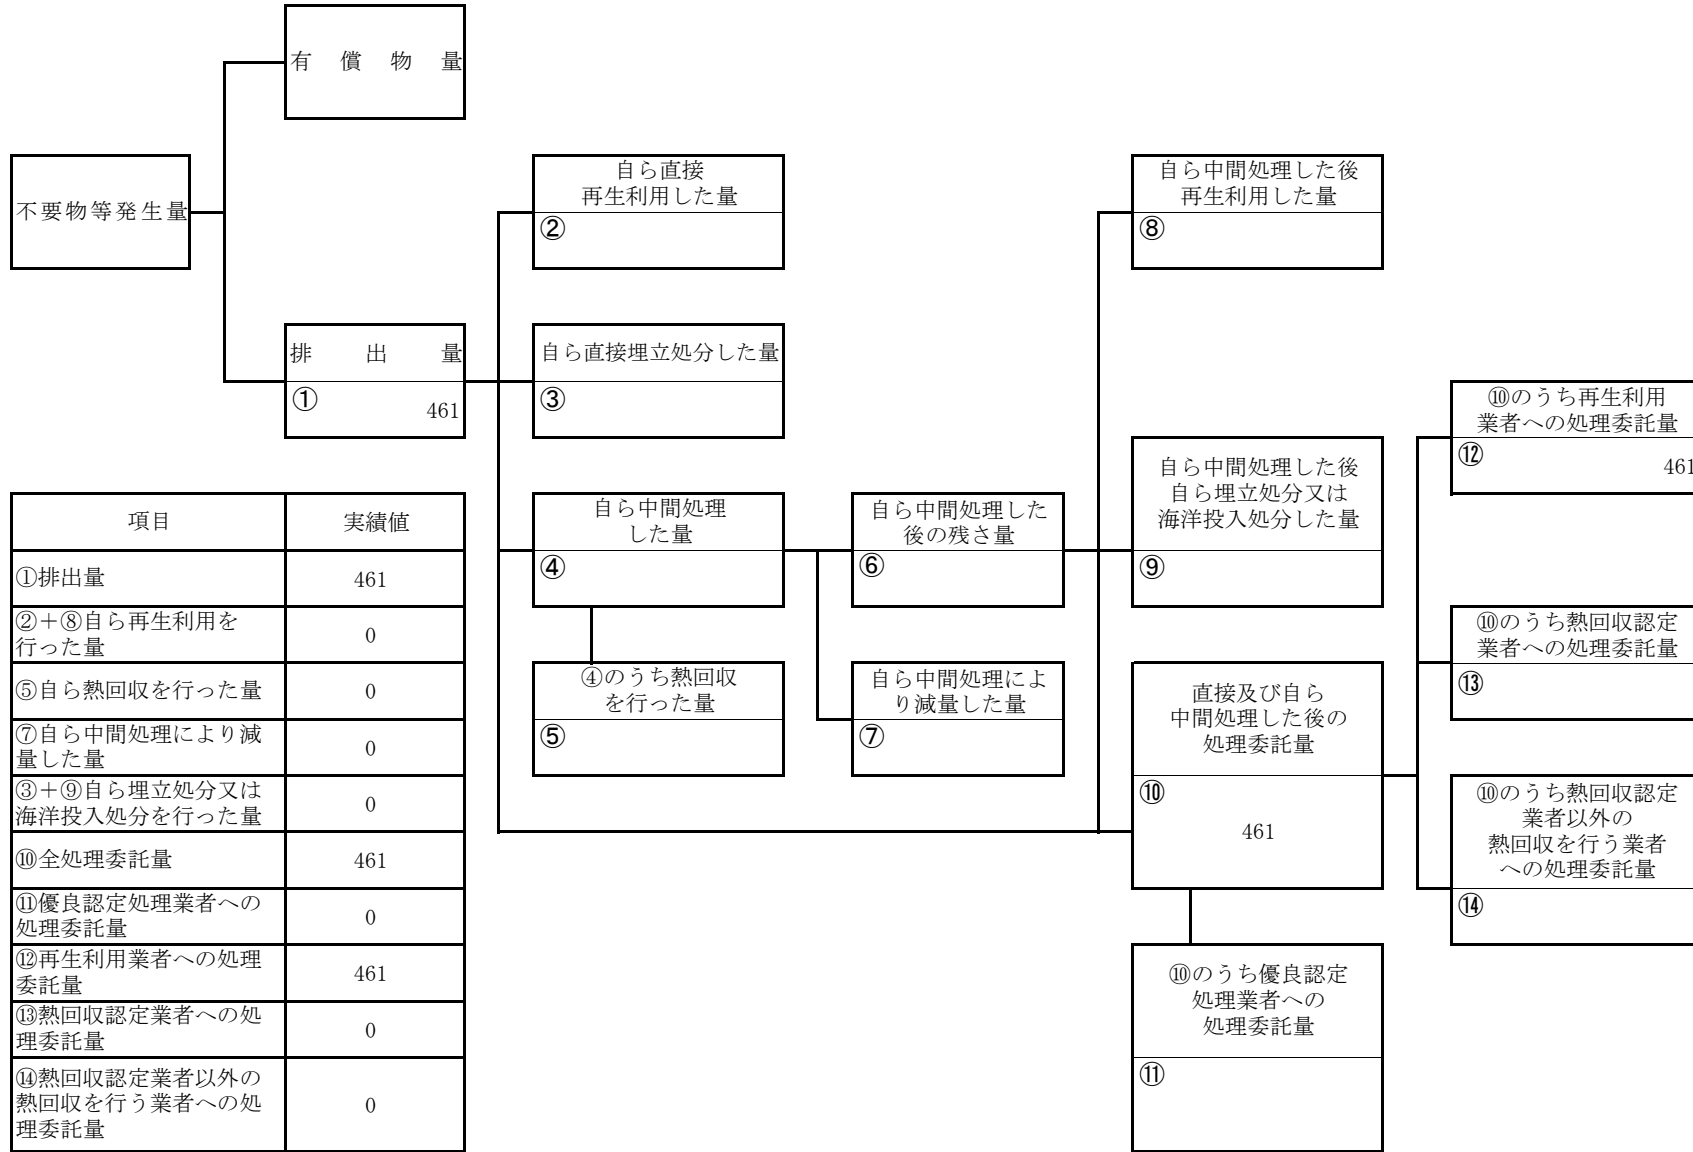 有償物量
不要物等発生量
排出量
①
461
自ら直接
再生利用した量
②
自ら直接埋立処分した量
③
自ら中間処理
した量
④
④のうち熱回収
を行った量
⑤
自ら中間処理した
後の残さ量
⑥
自ら中間処理によ
り減量した量
⑦
自ら中間処理した後
再生利用した量
⑧
自ら中間処理した後
自ら埋立処分又は
海洋投入処分した量
⑨
直接及び自ら
中間処理した後の
処理委託量
⑩
461
⑩のうち優良認定
処理業者への
処理委託量
⑪
⑩のうち再生利用
業者への処理委託量
⑫
461
⑩のうち熱回収認定
業者への処理委託量
⑬
⑩のうち熱回収認定
業者以外の
熱回収を行う業者
への処理委託量
⑭
項目 実績値
①排出量 461
②+⑧自ら再生利用を
行った量 0
⑤自ら熱回収を行った量 0
⑦自ら中間処理により減
量した量 0
③+⑨自ら埋立処分又は
海洋投入処分を行った量 0
⑩全処理委託量 461
⑪優良認定処理業者への
処理委託量 0
⑫再生利用業者への処理
委託量 461
⑬熱回収認定業者への処
理委託量 0
⑭熱回収認定業者以外の
熱回収を行う業者への処
理委託量 0